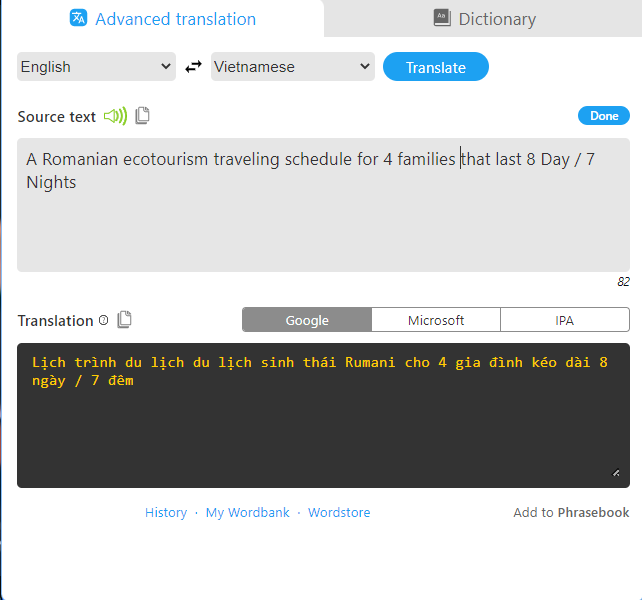 Advanced translation
Dictionary
English
Vietnamese
Translate
Source text
Done
A Romanian ecotourism traveling schedule for 4 families that last 8 Day / 7
Nights
82
Translation
Google
Microsoft
IPA
Lịch trình du lịch du lịch sinh thái Rumani cho 4 gia đình kéo dài 8
ngày / 7 đêm
History · My Wordbank · Wordstore
Add to Phrasebook